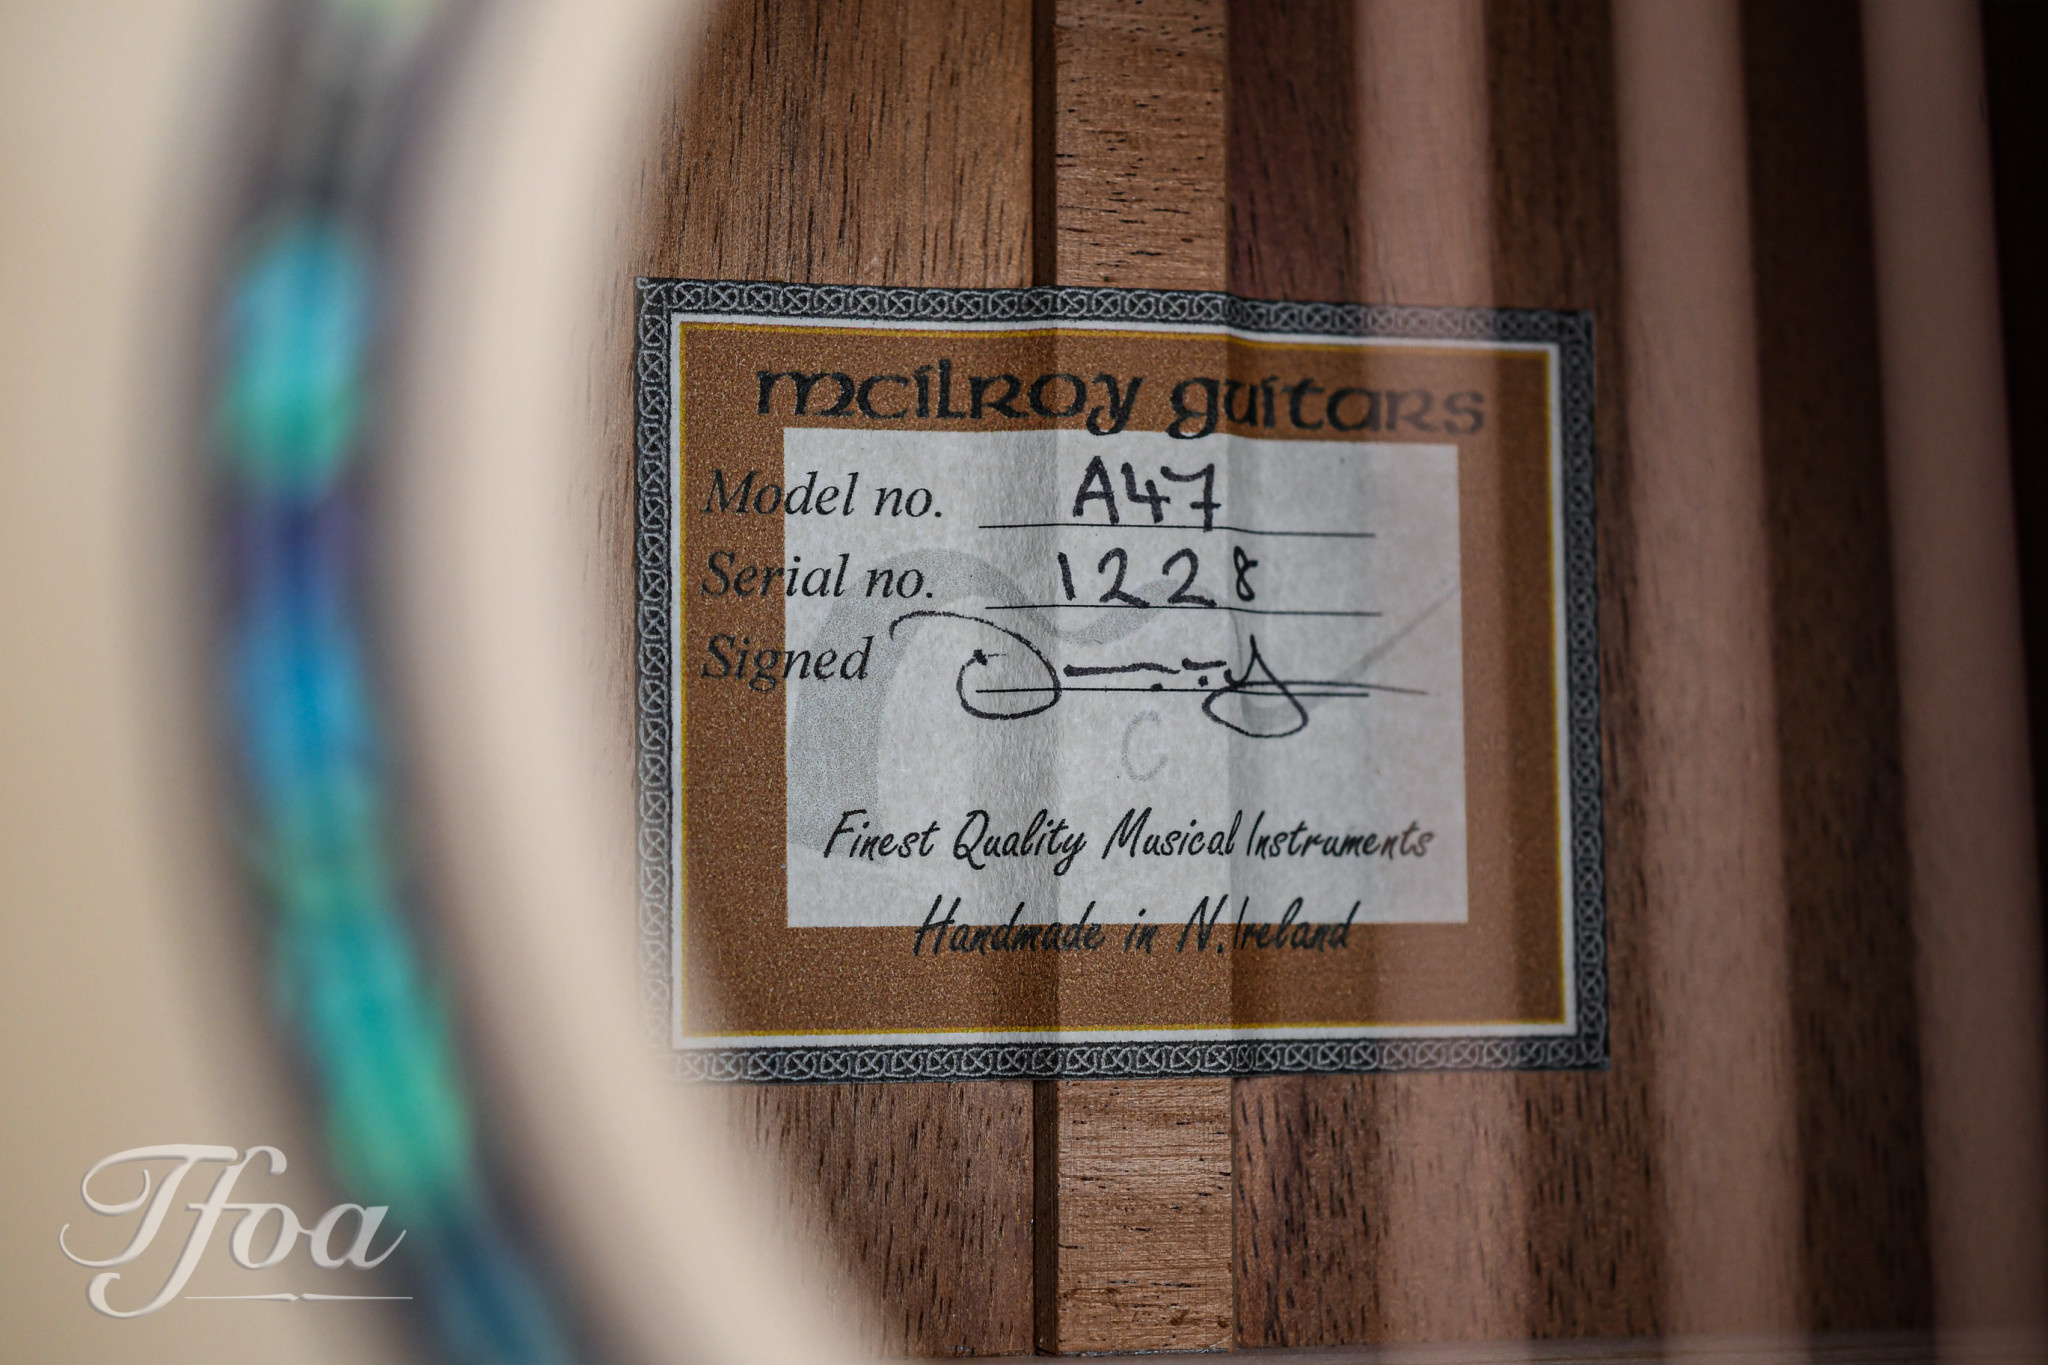 mcilroy guitars
Model no. A47
Serial no. 1228
Signed
C
Finest Quality Musical Instruments
Handmade in N.Ireland
Tfoa